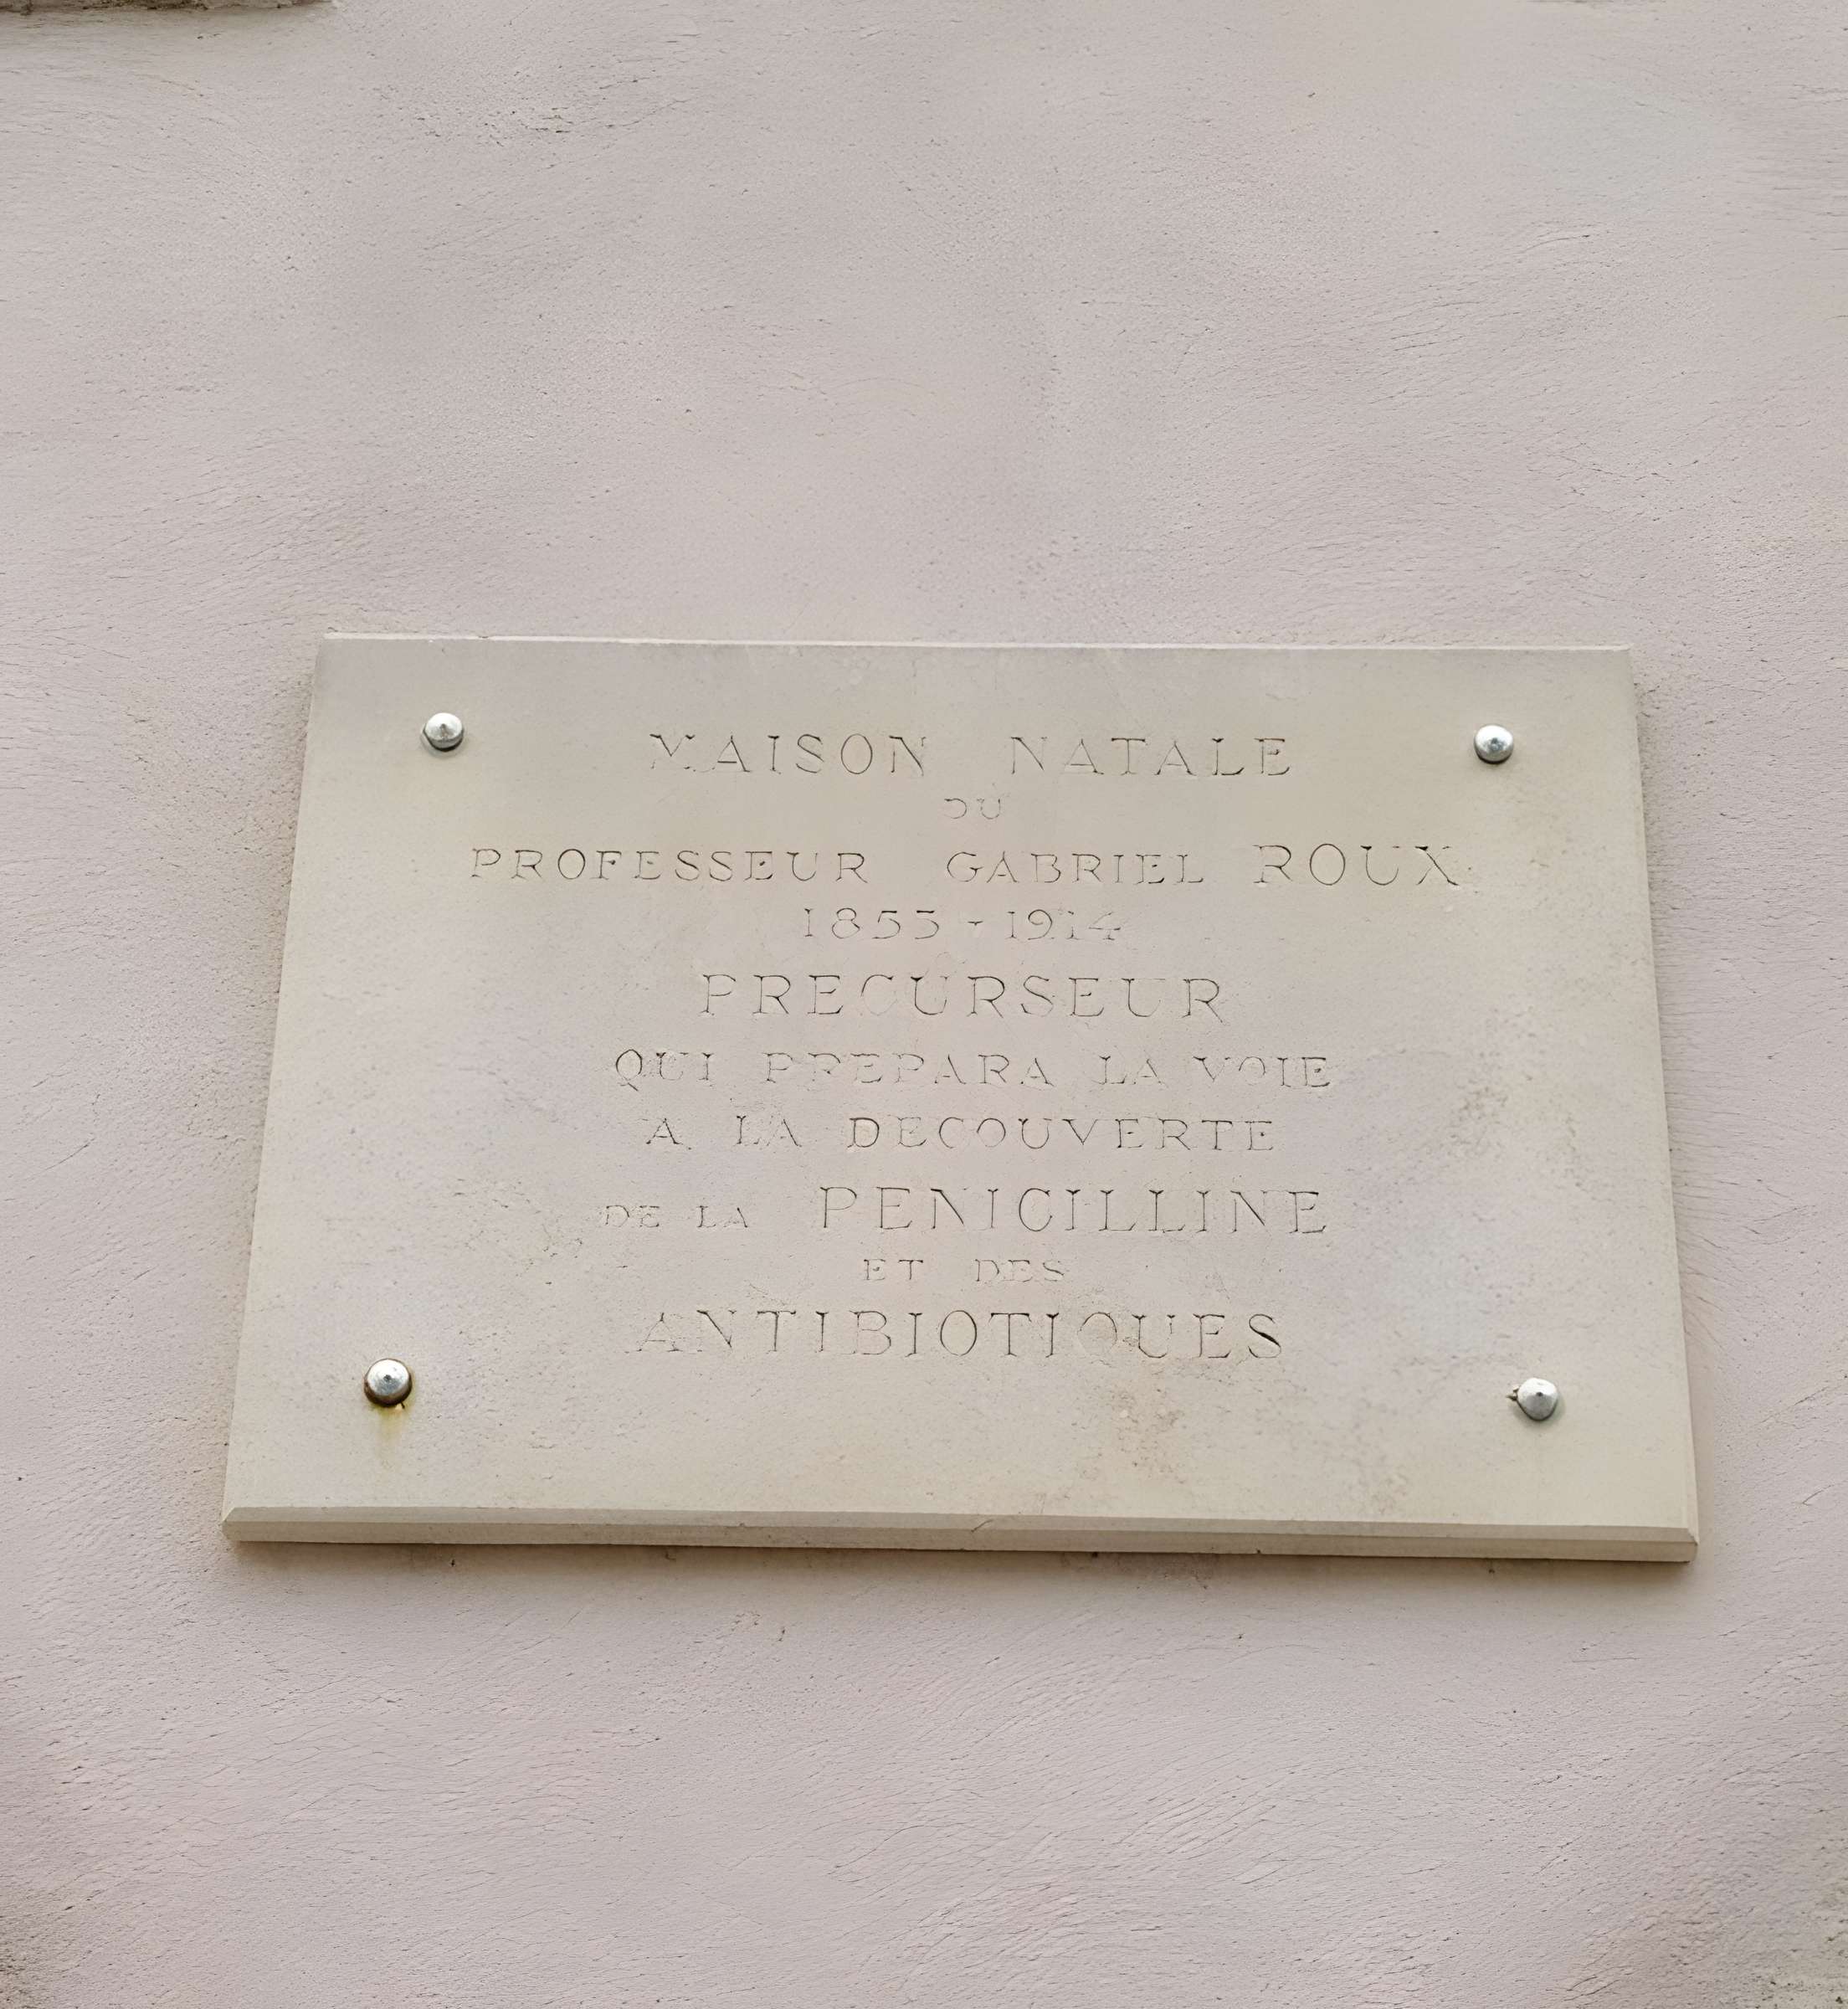 MAISON NATALE
DU
PROFESSEUR GABRIEL ROUX
1853 - 1914
PRECURSEUR
QUI PREPARA LA VOIE
A LA DECOUVERTE
DE LA PENICILLINE
ET DES
ANTIBIOTIQUES